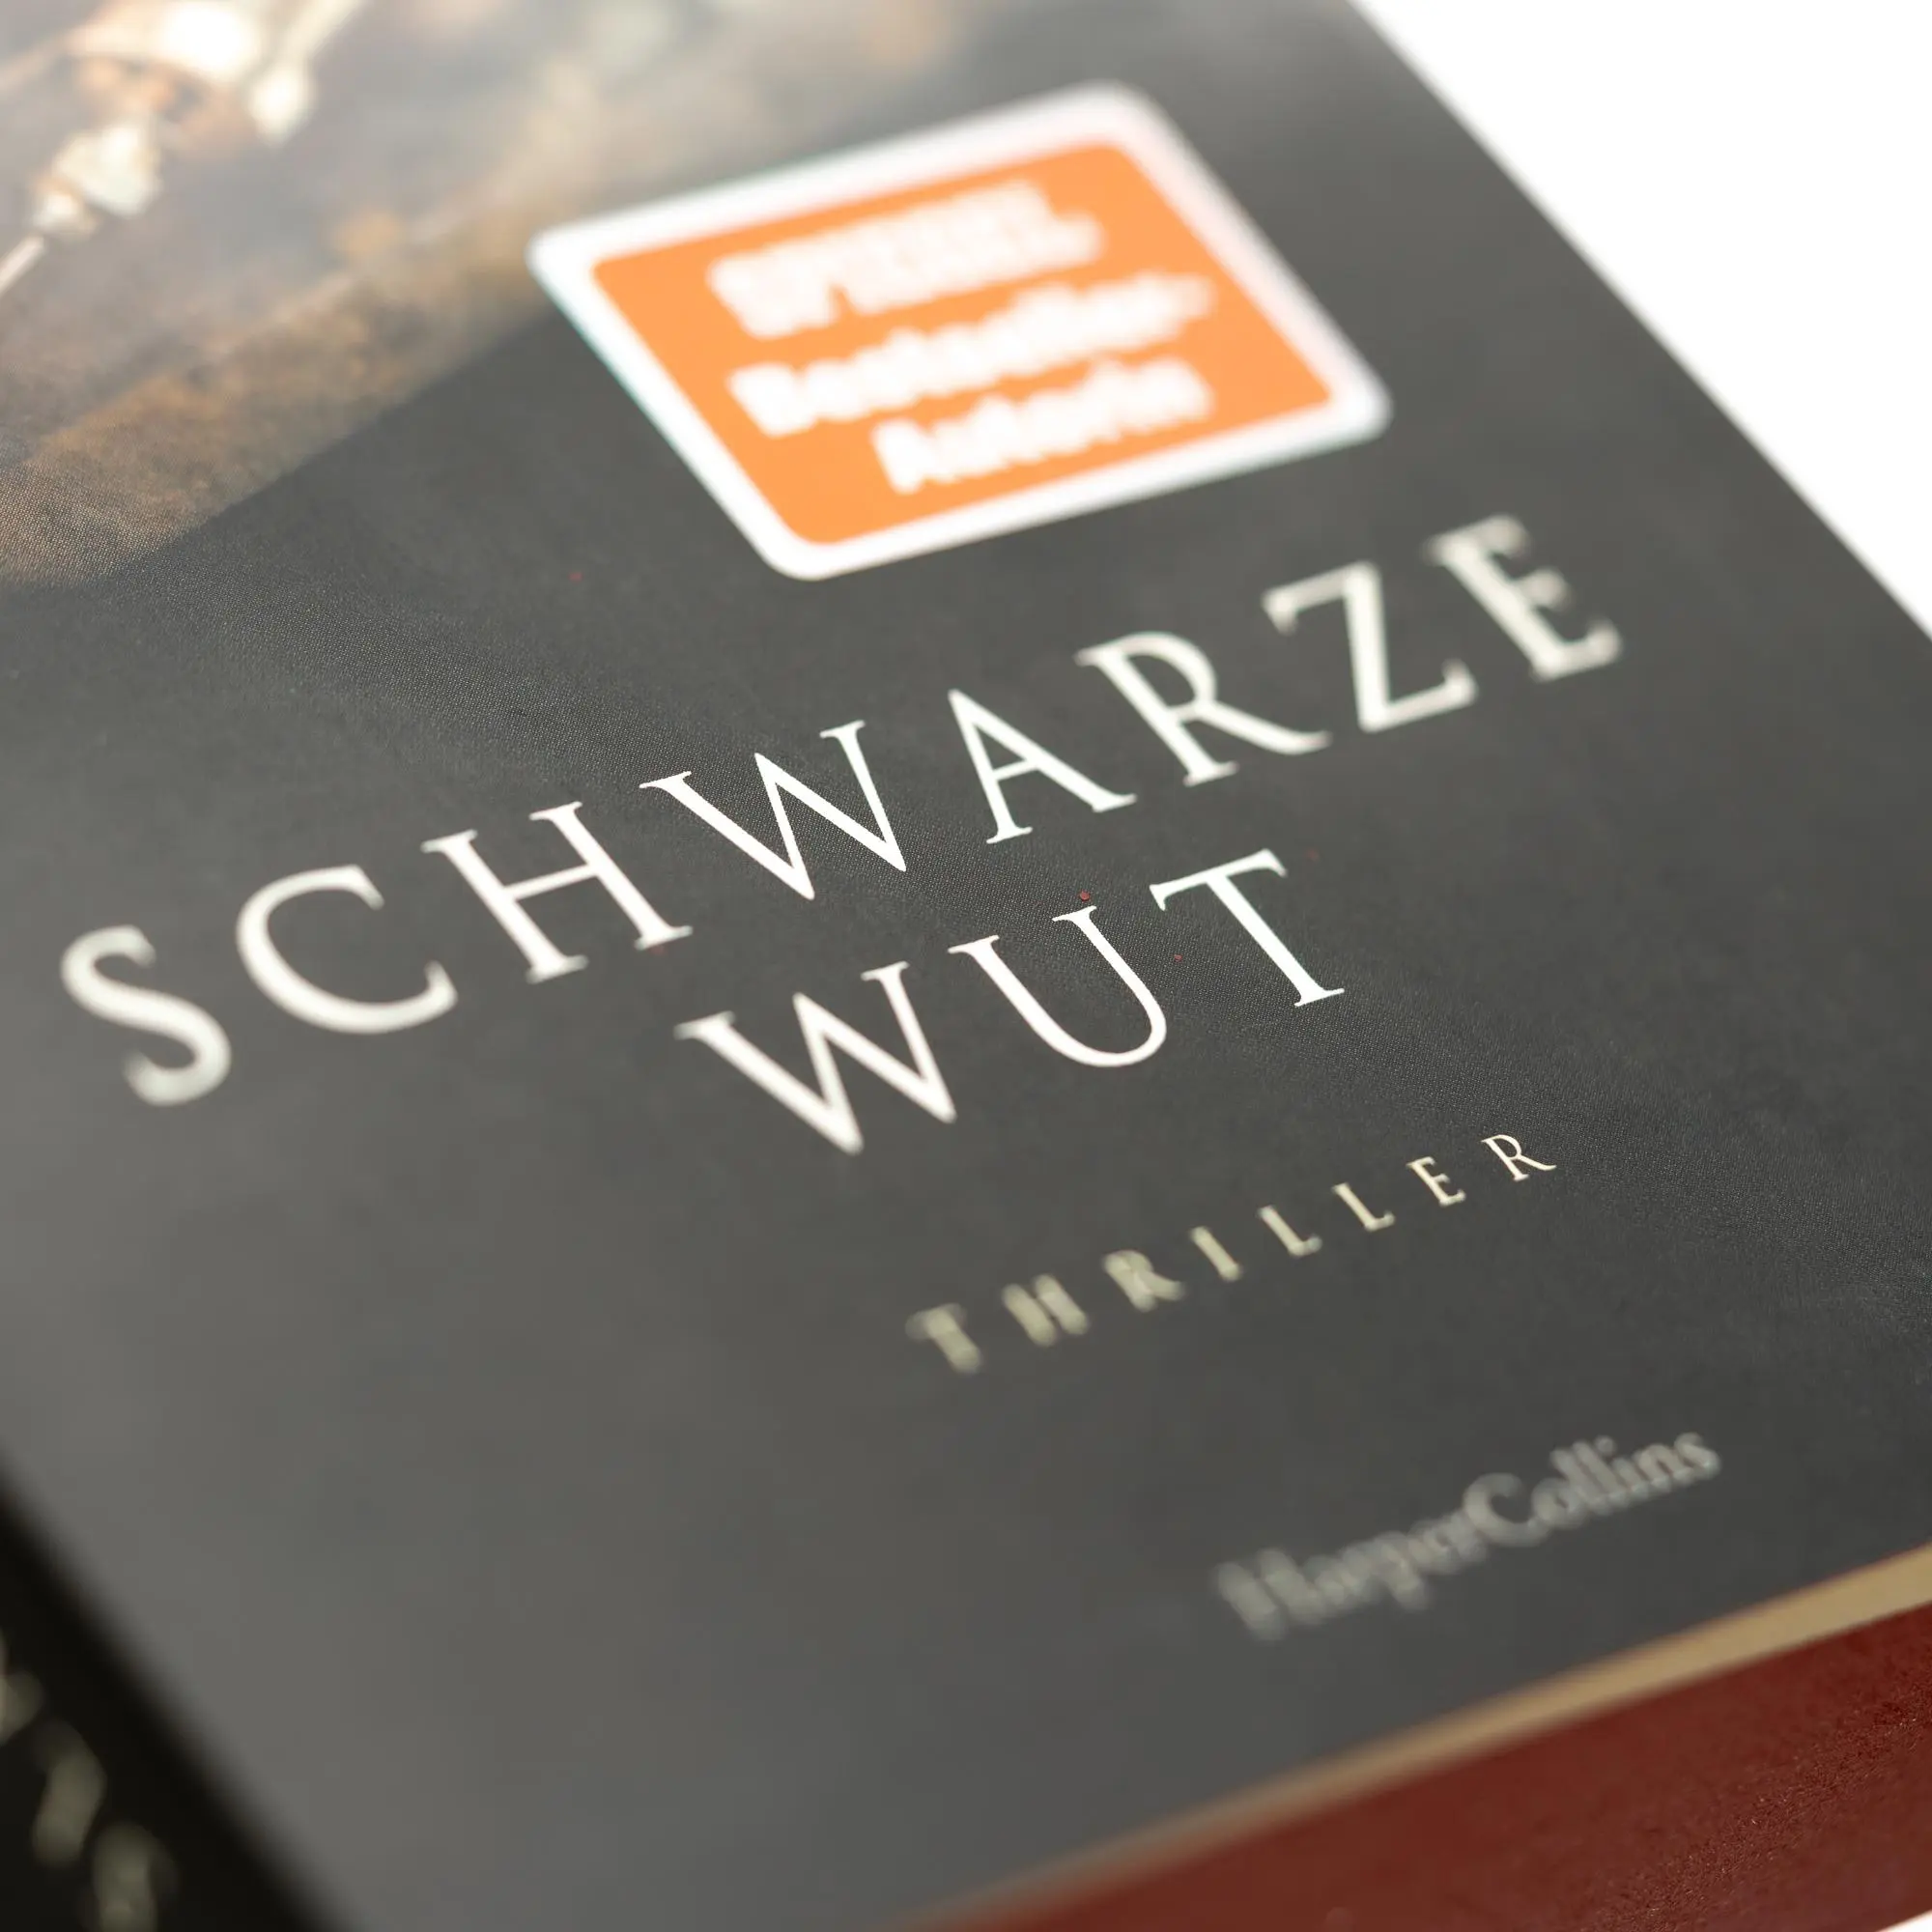 SPIEGEL
Bestseller-
Autorin
SCHWARZE
WUT
THRILLER
HarperCollins